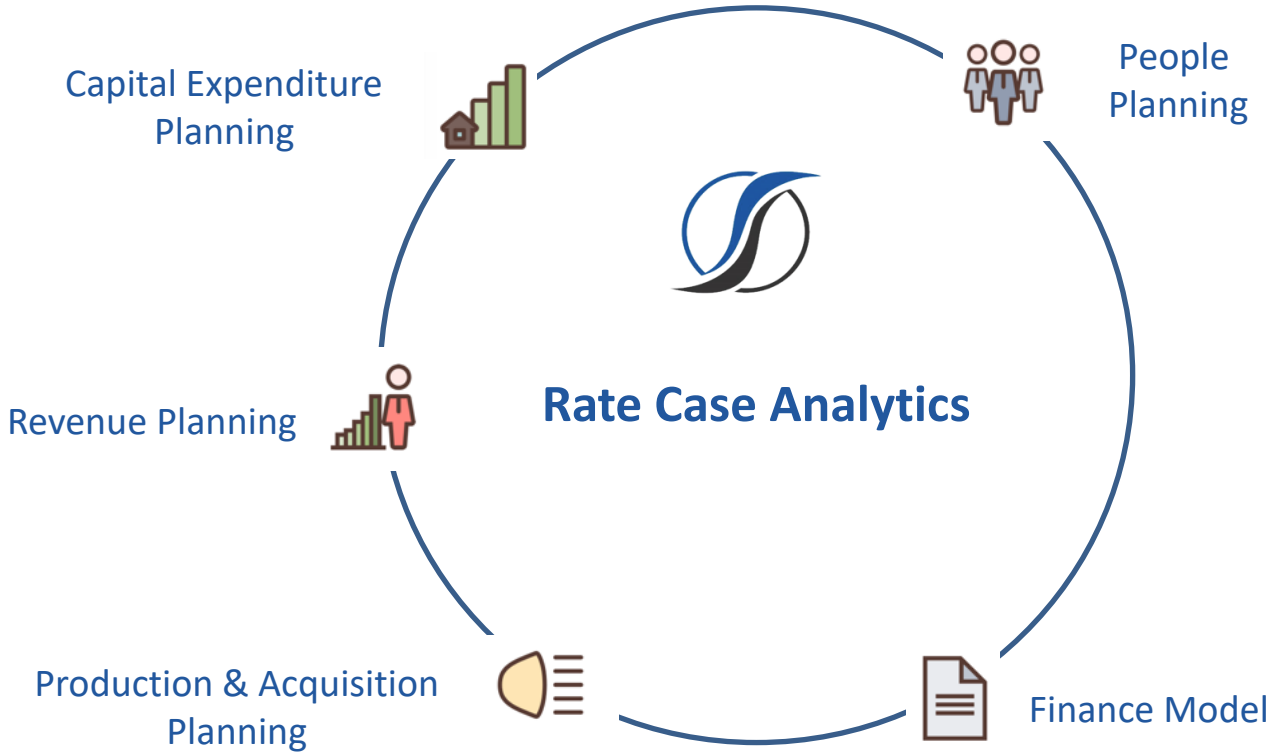 Capital Expenditure
Planning
People
Planning
Revenue Planning
Rate Case Analytics
Production & Acquisition
Planning
Finance Model